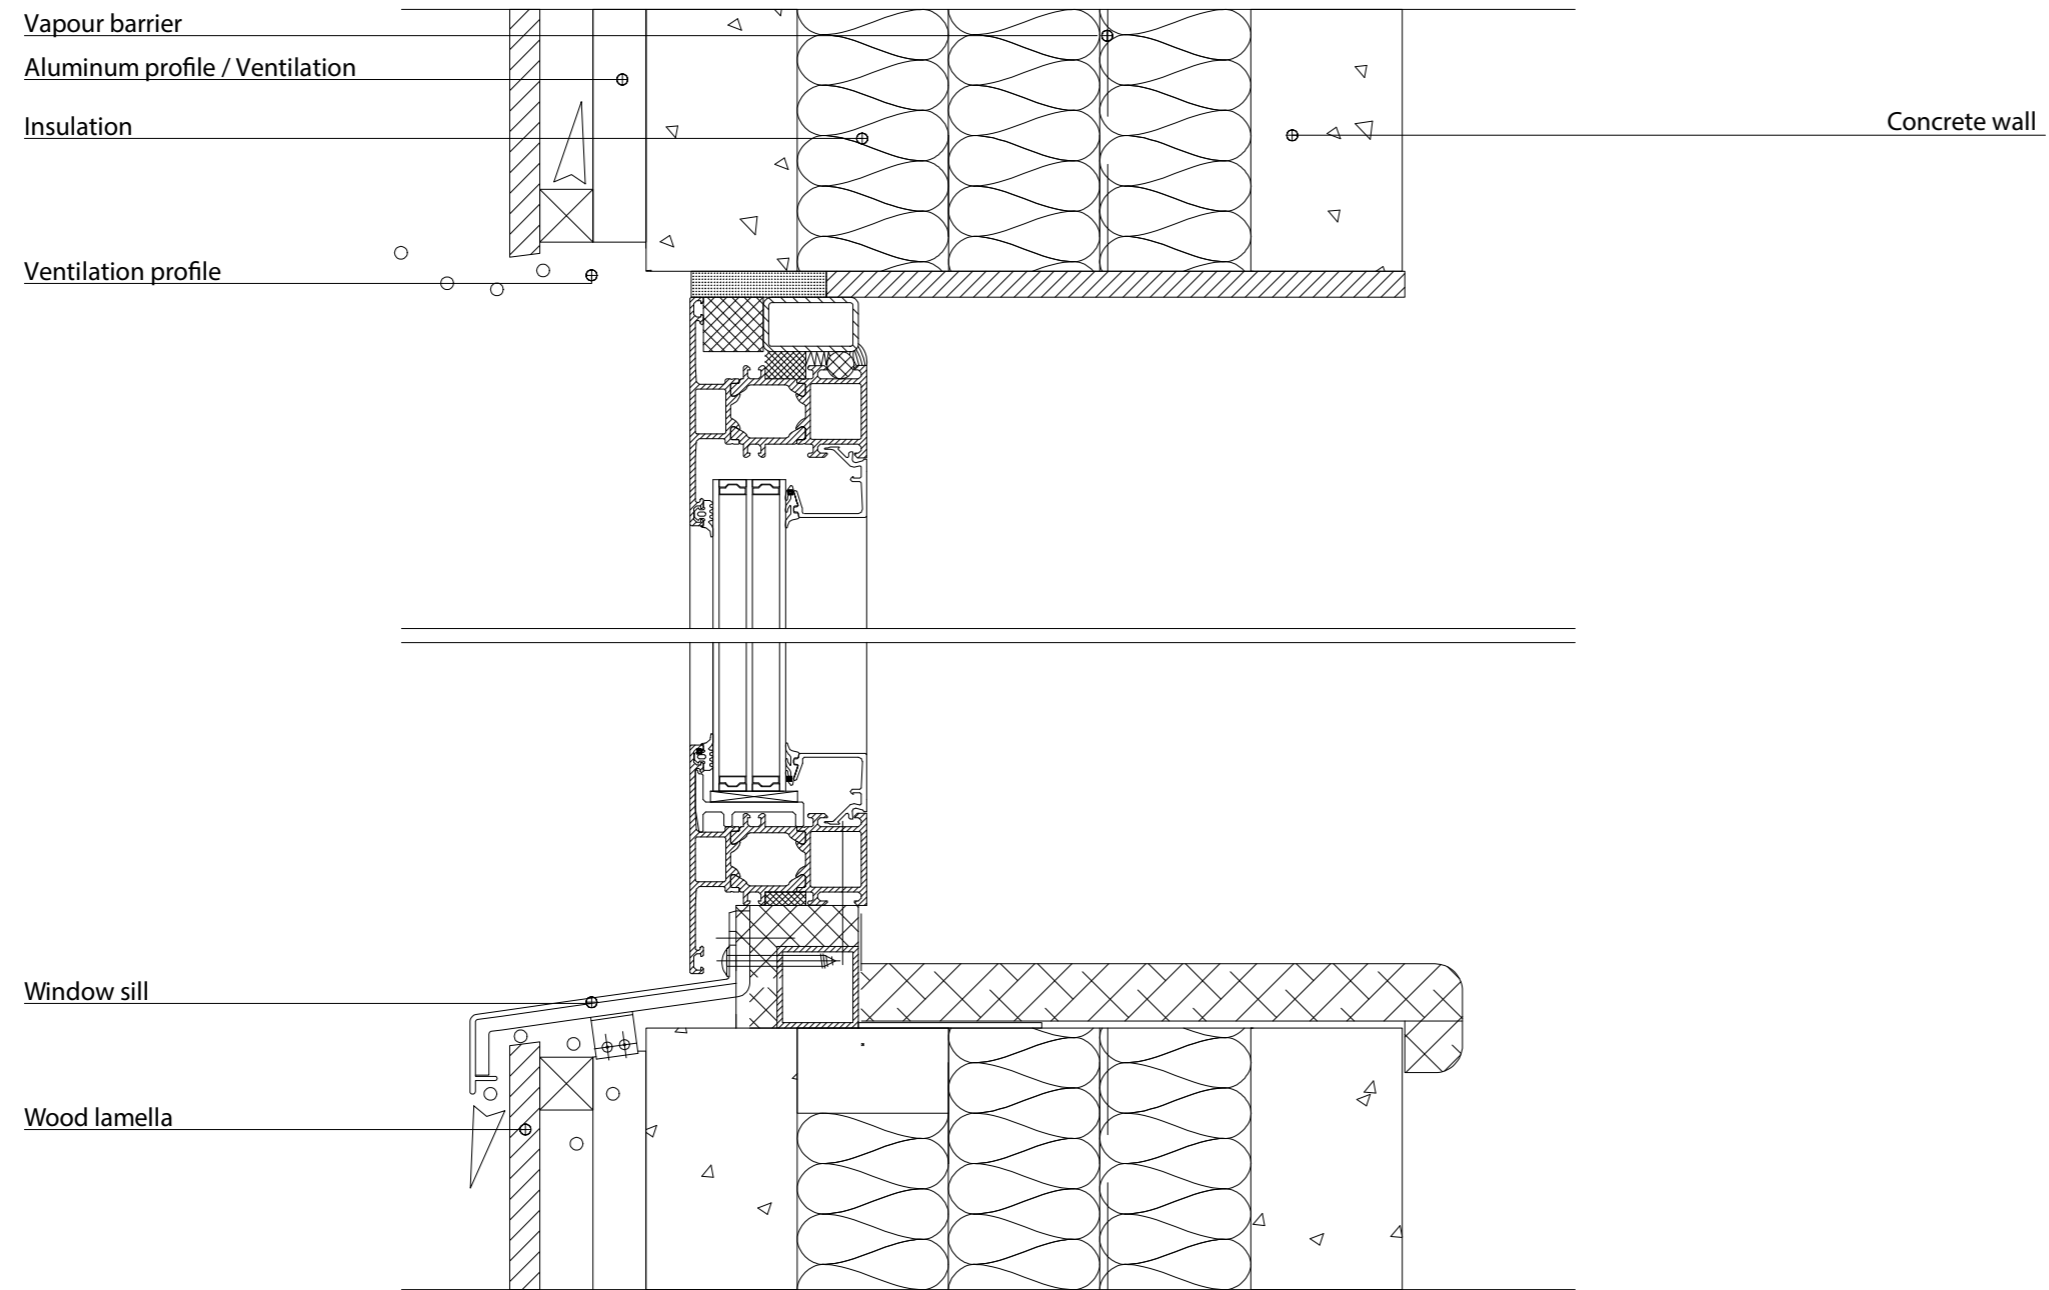 Vapour barrier
Aluminum profile / Ventilation
Insulation
Concrete wall
Ventilation profile
Window sill
Wood lamella